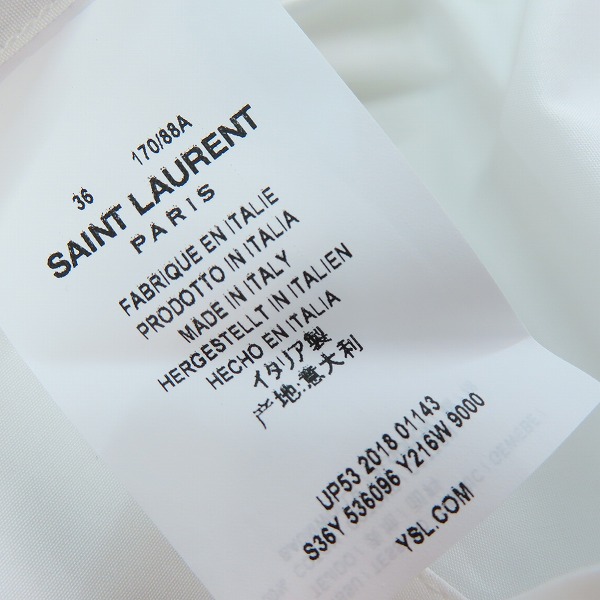 36 170/88A
SAINT LAURENT
PARIS
FABRIQUE EN ITALIE
PRODOTTO IN ITALIA
MADE IN ITALY
HERGESTELLT IN ITALIEN
HECHO EN ITALIA
イタリア製
产地:意大利
UP53 2018 01143
S36Y 536096 Y216W 9000
YSL.COM